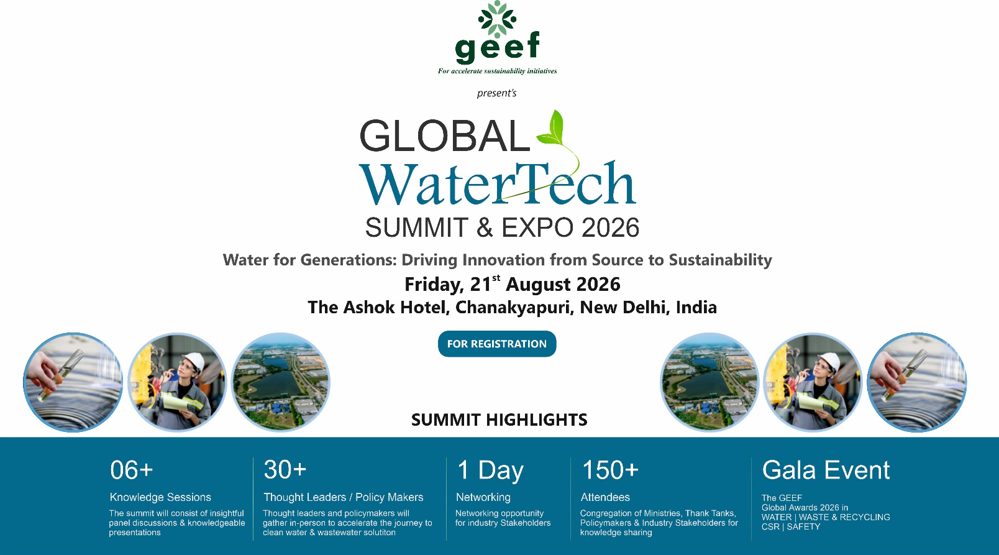 geef
For accelerate sustainability initiatives
present's
GLOBAL
WaterTech
SUMMIT & EXPO 2026
Water for Generations: Driving Innovation from Source to Sustainability
Friday, 21st August 2026
The Ashok Hotel, Chanakyapuri, New Delhi, India
FOR REGISTRATION
SUMMIT HIGHLIGHTS
06+
Knowledge Sessions
The summit will consist of insightful
panel discussions & knowledgeable
presentations
30+
Thought Leaders / Policy Makers
Thought leaders and policymakers will
gather in-person to accelerate the journey to
clean water & wastewater solutiton
1 Day
Networking
Networking opportunity
for industry Stakeholders
150+
Attendees
Congregation of Ministries, Thank Tanks,
Policymakers & Industry Stakeholders for
knowledge sharing
Gala Event
The GEEF
Global Awards 2026 in
WATER | WASTE & RECYCLING
CSR | SAFETY